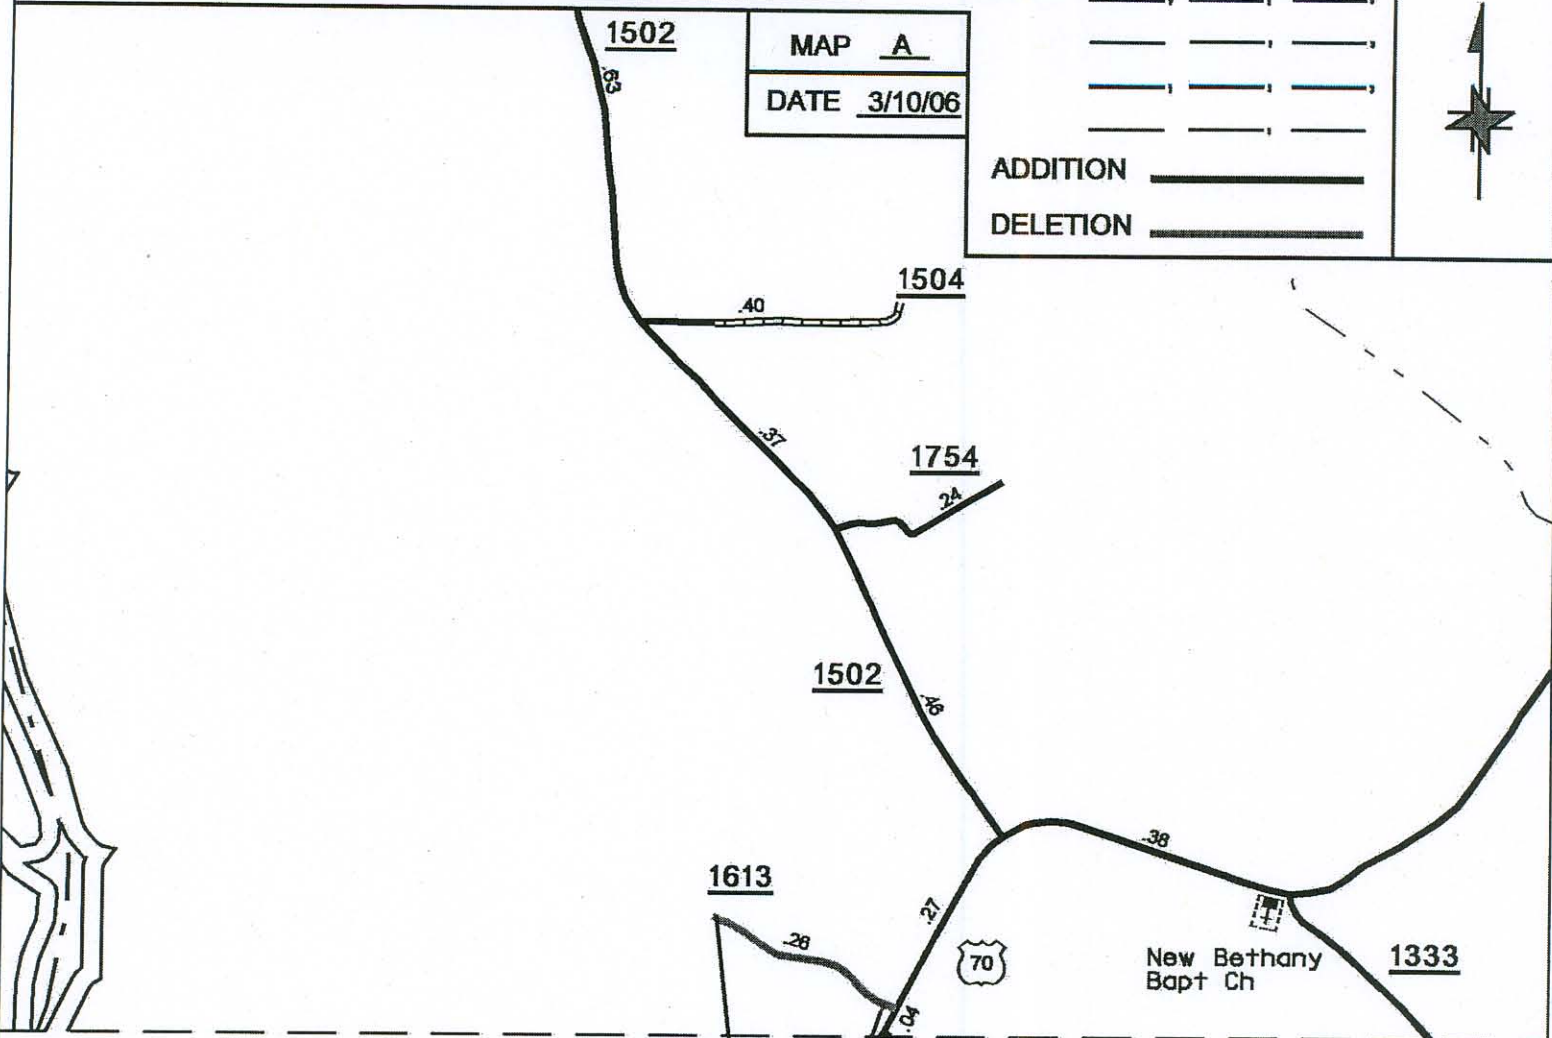 1502
.63
MAP A
DATE 3/10/06
ADDITION
DELETION
1504
.40
.37
1754
.24
1502
.46
.38
1613
.28
.27
70
New Bethany
Bapt Ch
1333
.04